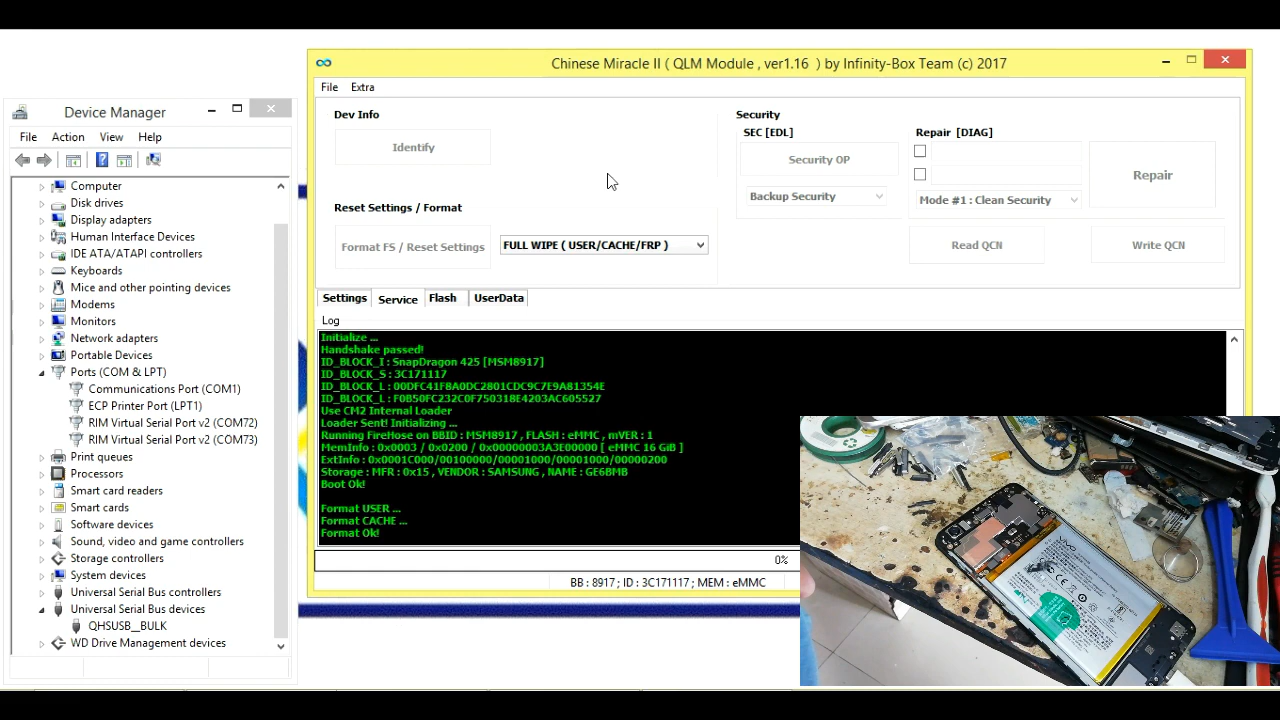 Chinese Miracle II ( QLM Module , ver1.16 ) by Infinity-Box Team (c) 2017
File Extra
Dev Info
Identify
Reset Settings / Format
Format FS / Reset Settings
FULL WIPE ( USER/CACHE/FRP )
Security
SEC [EDL]
Security OP
Backup Security
Repair [DIAG]
Repair
Mode #1 : Clean Security
Read QCN
Write QCN
Settings Service Flash UserData
Log
Initialize ...
Handshake passed!
ID_BLOCK_I : SnapDragon 425 [MSM8917]
ID_BLOCK_S : 3C171117
ID_BLOCK_L : 00DFC41F8A0DC2801CDC9C7E9A81354E
ID_BLOCK_L : F0B50FC232C0F750318E4203AC605527
Use CM2 Internal Loader
Loader Sent! Initializing ...
Running FireHose on BBID : MSM8917 , FLASH : eMMC , mVER : 1
MemInfo : 0x0003 / 0x0200 / 0x00000003A3E00000 [ eMMC 16 GiB ]
ExtInfo : 0x0001C000/00100000/00001000/00001000/00000200
Storage : MFR : 0x15 , VENDOR : SAMSUNG , NAME : GE6BMB
Boot Ok!
Format USER ...
Format CACHE ...
Format Ok!
0%
BB : 8917 ; ID : 3C171117 ; MEM : eMMC
Device Manager
File Action View Help
Computer
Disk drives
Display adapters
Human Interface Devices
IDE ATA/ATAPI controllers
Keyboards
Mice and other pointing devices
Modems
Monitors
Network adapters
Portable Devices
Ports (COM & LPT)
Communications Port (COM1)
ECP Printer Port (LPT1)
RIM Virtual Serial Port v2 (COM72)
RIM Virtual Serial Port v2 (COM73)
Print queues
Processors
Smart card readers
Smart cards
Software devices
Sound, video and game controllers
Storage controllers
System devices
Universal Serial Bus controllers
Universal Serial Bus devices
QHSUSB__BULK
WD Drive Management devices
vivo